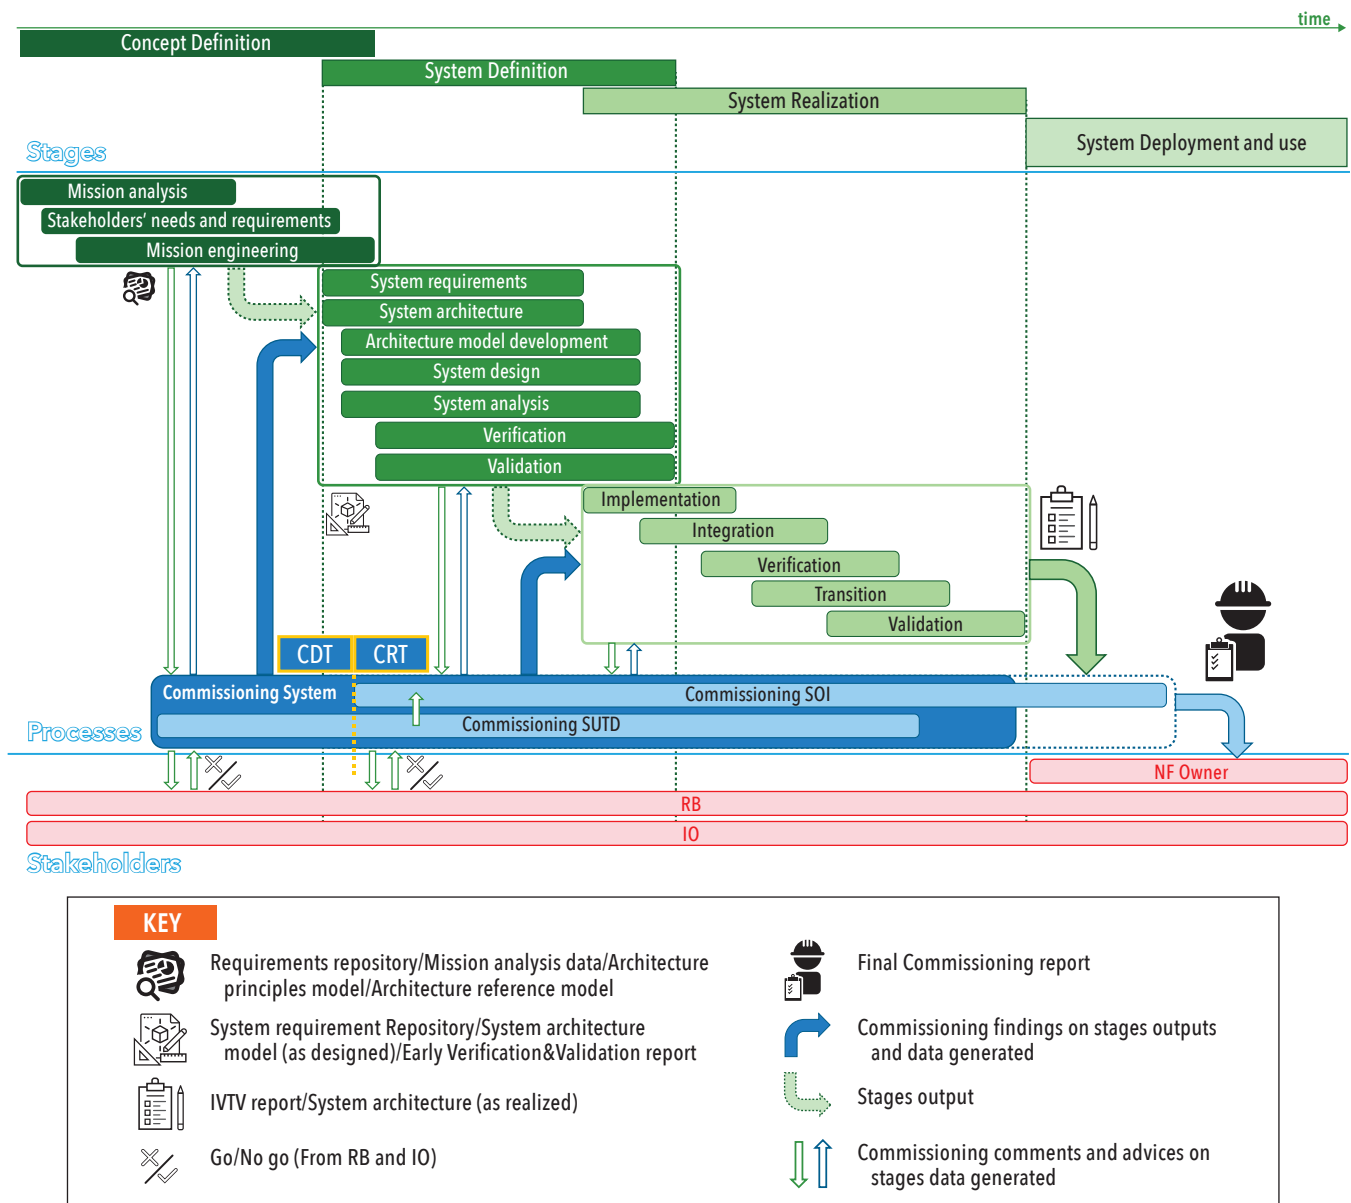 time
Concept Definition
System Definition
System Realization
System Deployment and use
Stages
Mission analysis
Stakeholders’ needs and requirements
Mission engineering
System requirements
System architecture
Architecture model development
System design
System analysis
Verification
Validation
Implementation
Integration
Verification
Transition
Validation
CDT
CRT
Commissioning System
Commissioning SOI
Commissioning SUTD
Processes
NF Owner
RB
IO
Stakeholders
KEY
Requirements repository/Mission analysis data/Architecture
principles model/Architecture reference model
System requirement Repository/System architecture
model (as designed)/Early Verification&Validation report
IVTV report/System architecture (as realized)
Go/No go (From RB and IO)
Final Commissioning report
Commissioning findings on stages outputs
and data generated
Stages output
Commissioning comments and advices on
stages data generated